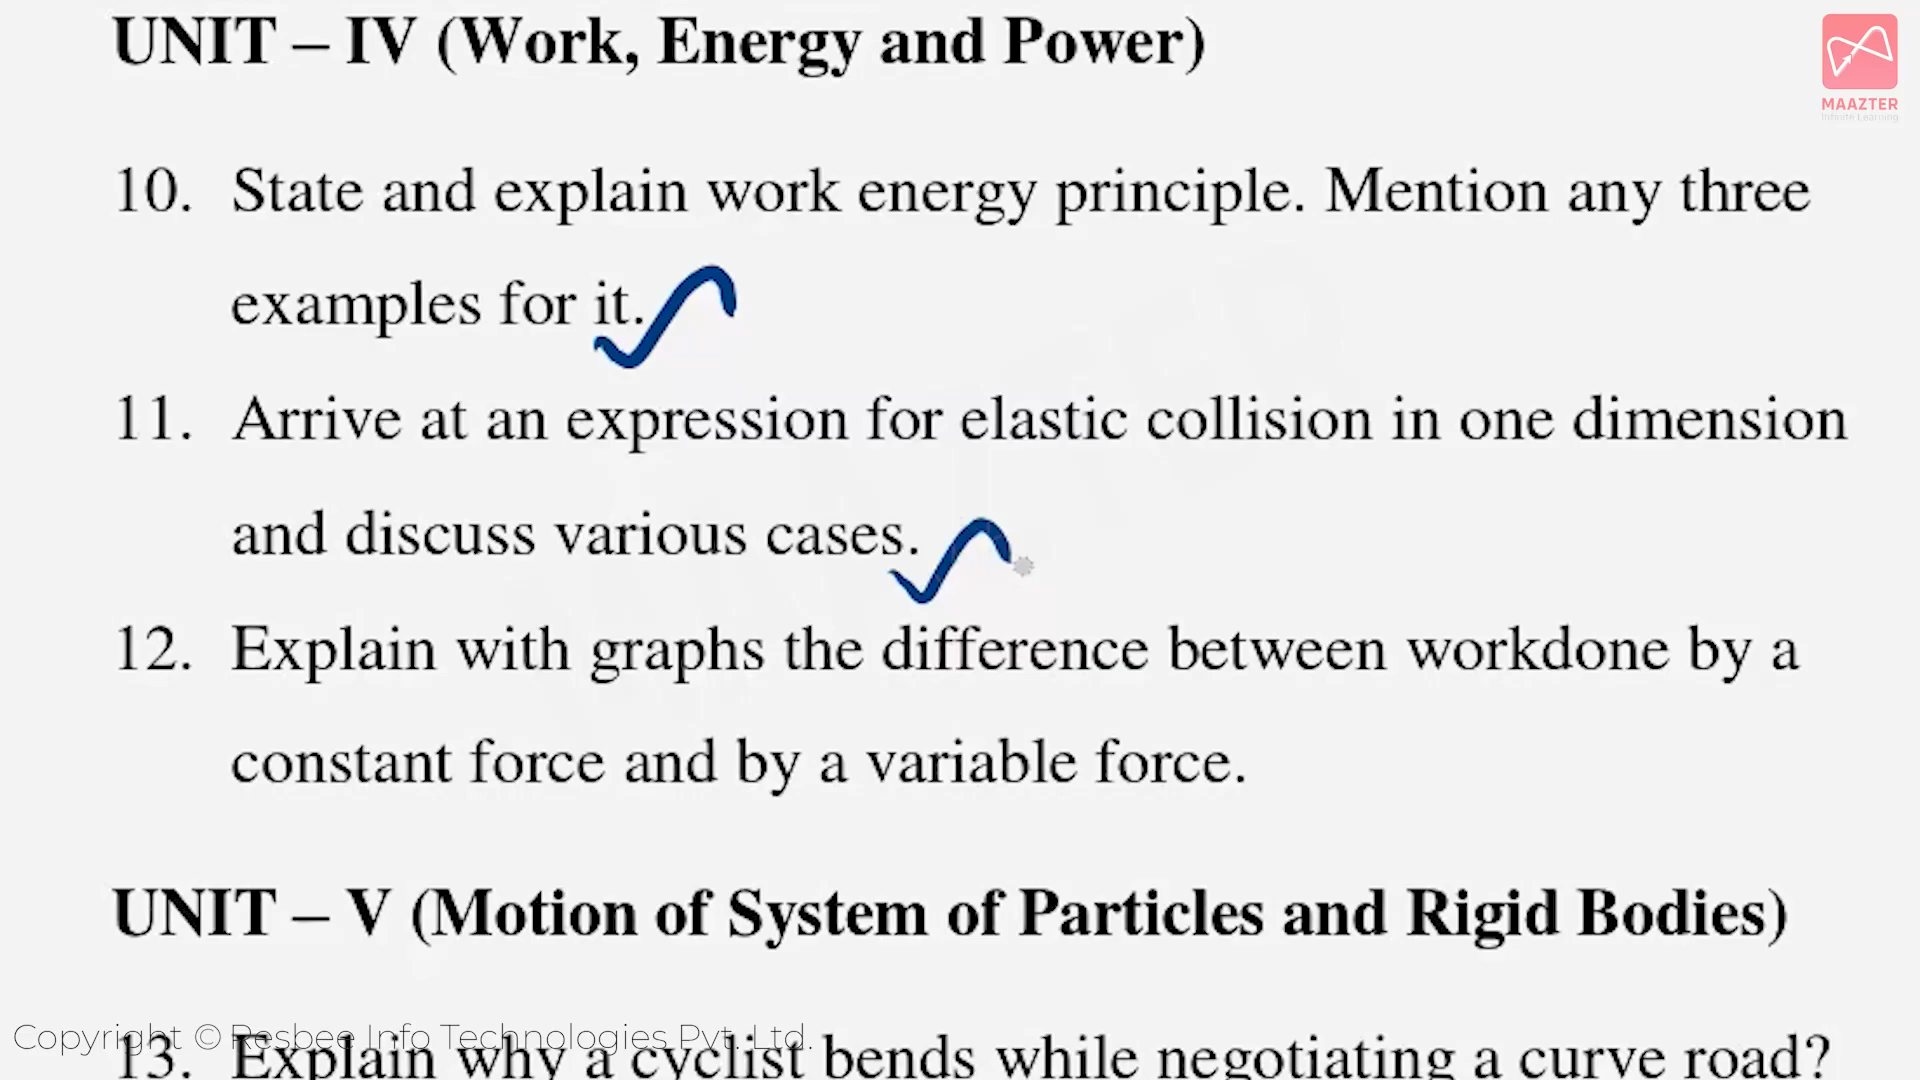 UNIT – IV (Work, Energy and Power)
MAAZTER
Infinite Learning
10. State and explain work energy principle. Mention any three
examples for it.
11. Arrive at an expression for elastic collision in one dimension
and discuss various cases.
12. Explain with graphs the difference between workdone by a
constant force and by a variable force.
UNIT – V (Motion of System of Particles and Rigid Bodies)
Copyright © Resbee Info Technologies Pvt. Ltd.
13. Explain why a cyclist bends while negotiating a curve road?